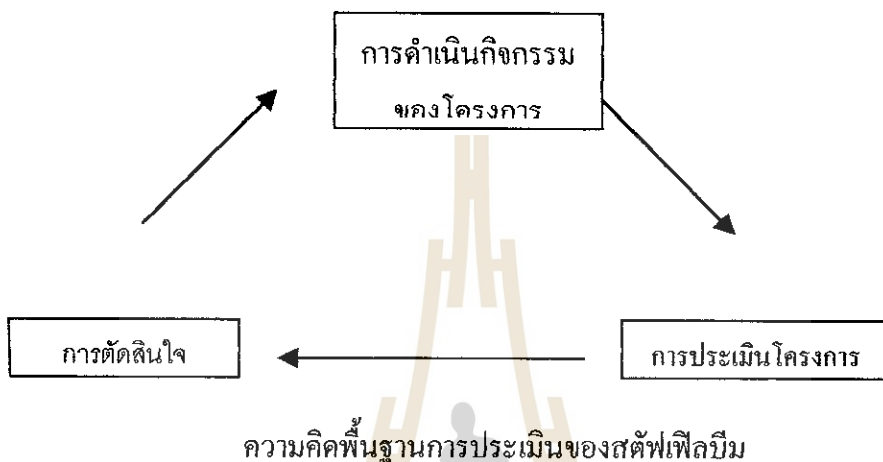 การดำเนินกิจกรรม
ของโครงการ
การตัดสินใจ
การประเมินโครงการ
ความคิดพื้นฐานการประเมินของสตัฟเฟิลบีม